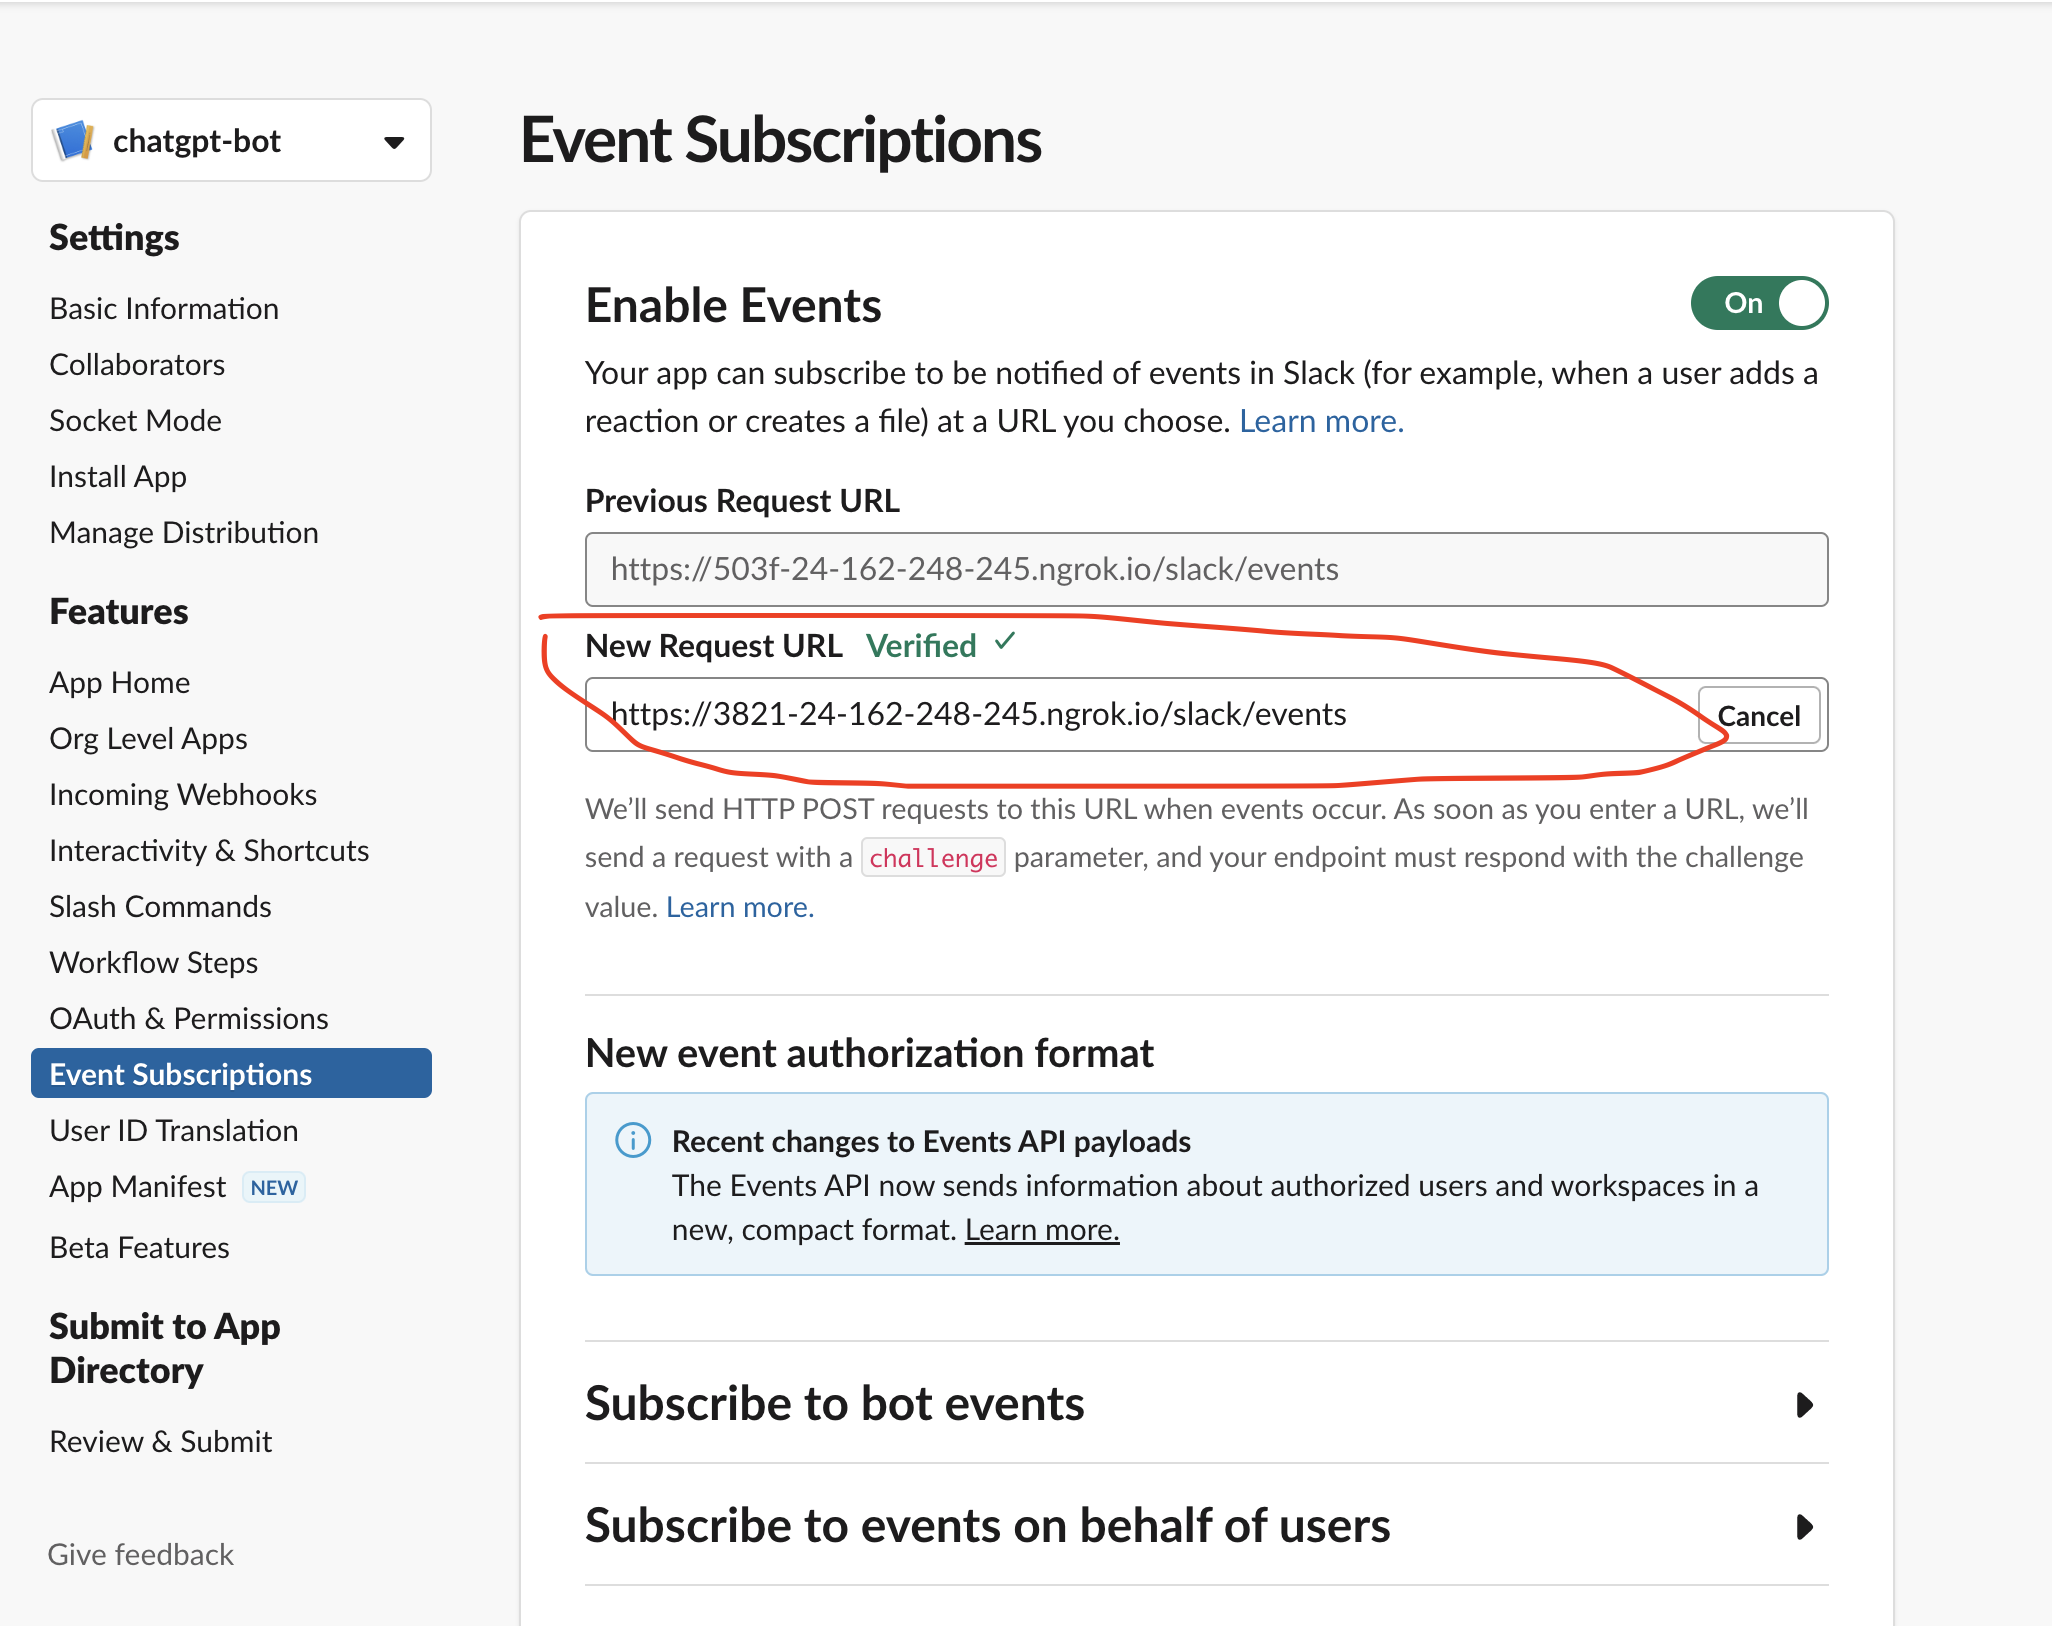 chatgpt-bot
Settings
Basic Information
Collaborators
Socket Mode
Install App
Manage Distribution
Features
App Home
Org Level Apps
Incoming Webhooks
Interactivity & Shortcuts
Slash Commands
Workflow Steps
OAuth & Permissions
Event Subscriptions
User ID Translation
App Manifest NEW
Beta Features
Submit to App
Directory
Review & Submit
Give feedback
Event Subscriptions
Enable Events
On
Your app can subscribe to be notified of events in Slack (for example, when a user adds a
reaction or creates a file) at a URL you choose. Learn more.
Previous Request URL
https://503f-24-162-248-245.ngrok.io/slack/events
New Request URL Verified ✓
https://3821-24-162-248-245.ngrok.io/slack/events
Cancel
We’ll send HTTP POST requests to this URL when events occur. As soon as you enter a URL, we’ll
send a request with a challenge parameter, and your endpoint must respond with the challenge
value. Learn more.
New event authorization format
Recent changes to Events API payloads
The Events API now sends information about authorized users and workspaces in a
new, compact format. Learn more.
Subscribe to bot events
Subscribe to events on behalf of users